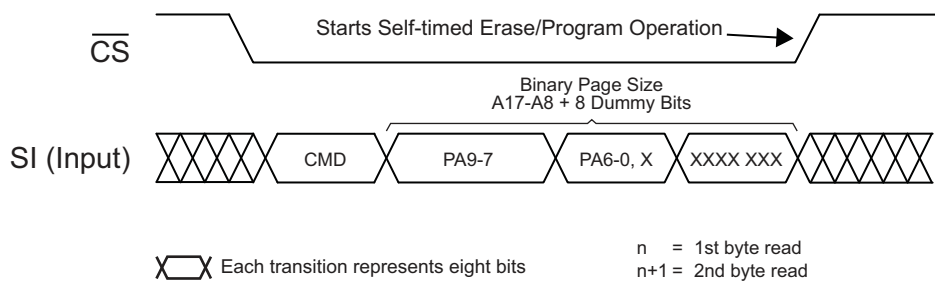 CS
Starts Self-timed Erase/Program Operation
Binary Page Size
A17-A8 + 8 Dummy Bits
SI (Input)
CMD
PA9-7
PA6-0, X
XXXX XXX
Each transition represents eight bits
n = 1st byte read
n+1 = 2nd byte read